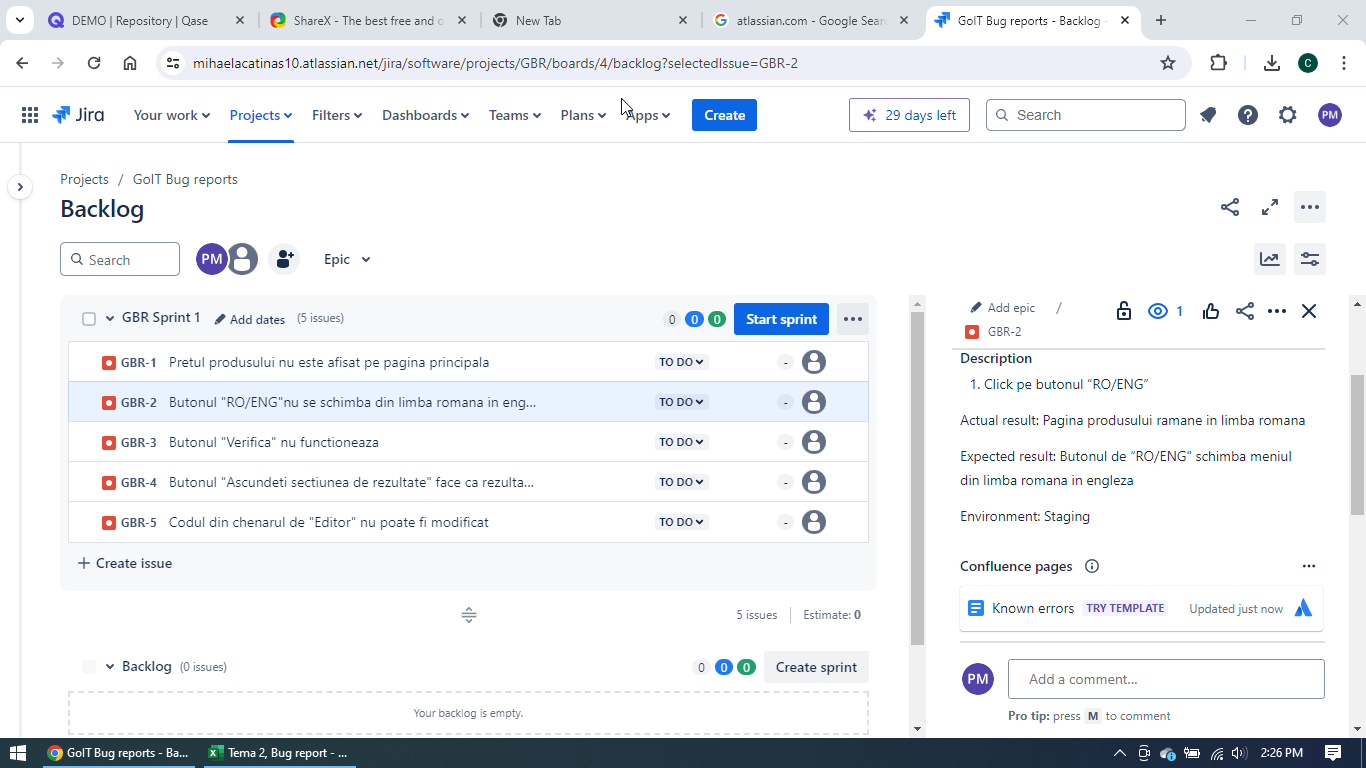 DEMO | Repository | Qase
ShareX - The best free and o
New Tab
atlassian.com - Google Sear
GoIT Bug reports - Backlog -
mihaelacatinas10.atlassian.net/jira/software/projects/GBR/boards/4/backlog?selectedIssue=GBR-2
C
Jira
Your work
Projects
Filters
Dashboards
Teams
Plans
Apps
Create
29 days left
Search
PM
Projects / GoIT Bug reports
Backlog
Search
PM
Epic
GBR Sprint 1
Add dates
(5 issues)
0 0 0
Start sprint
GBR-1 Pretul produsului nu este afisat pe pagina principala TO DO -
GBR-2 Butonul "RO/ENG"nu se schimba din limba romana in eng... TO DO -
GBR-3 Butonul "Verifica" nu functioneaza TO DO -
GBR-4 Butonul "Ascundeti sectiunea de rezultate" face ca rezulta... TO DO -
GBR-5 Codul din chenarul de "Editor" nu poate fi modificat TO DO -
Create issue
5 issues
Estimate: 0
Backlog (0 issues)
0 0 0
Create sprint
Your backlog is empty.
Add epic /
1
GBR-2
Description
1. Click pe butonul “RO/ENG”
Actual result: Pagina produsului ramane in limba romana
Expected result: Butonul de “RO/ENG" schimba meniul
din limba romana in engleza
Environment: Staging
Confluence pages
Known errors TRY TEMPLATE Updated just now
PM
Add a comment...
Pro tip: press M to comment
GoIT Bug reports - Ba...
Tema 2, Bug report - ...
2:26 PM